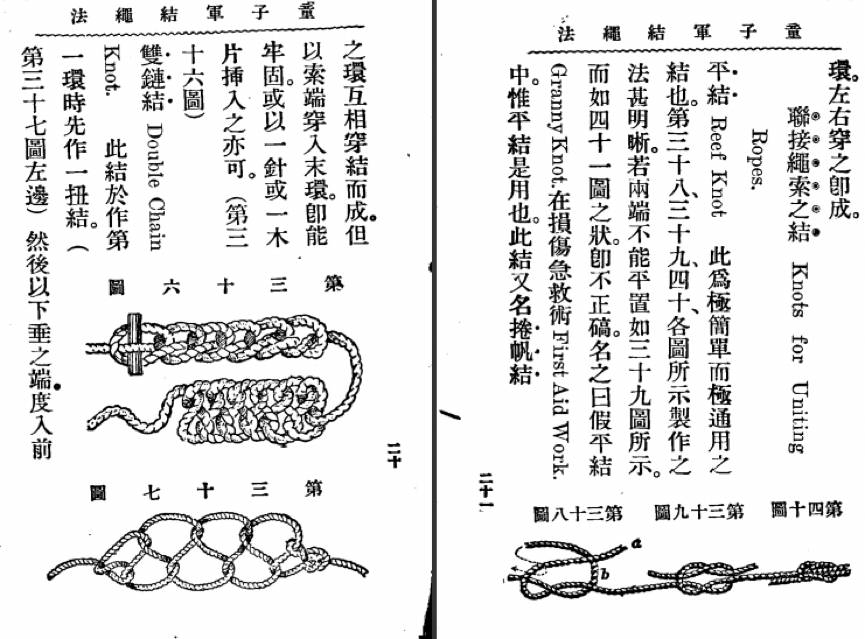 童子軍結繩法
之環互相穿結而成。但
以索端穿入末環。卽能
牢固。或以一針或一木
片揷入之亦可。(第三
十六圖)
雙鏈結 Double Chain
Knot. 此結於作第
一環時先作一扭結。(
第三十七圖左邊) 然後以下垂之端度入前
第三十六圖
第三十七圖
二十
童子軍結繩法
環。左右穿之卽成。
聯接繩索之結 Knots for Uniting
Ropes.
平結 Reef Knot 此爲極簡單而極通用之
結也。第三十八、三十九、四十、各圖所示製作之
法甚明晰。若兩端不能平置如三十九圖所示。
而如四十一圖之狀。卽不正碻。名之曰假平結
Granny Knot. 在損傷急救術 First Aid Work.
中。惟平結是用也。此結又名捲帆結
第四十圖
第三十九圖
第三十八圖
a
b
二十一